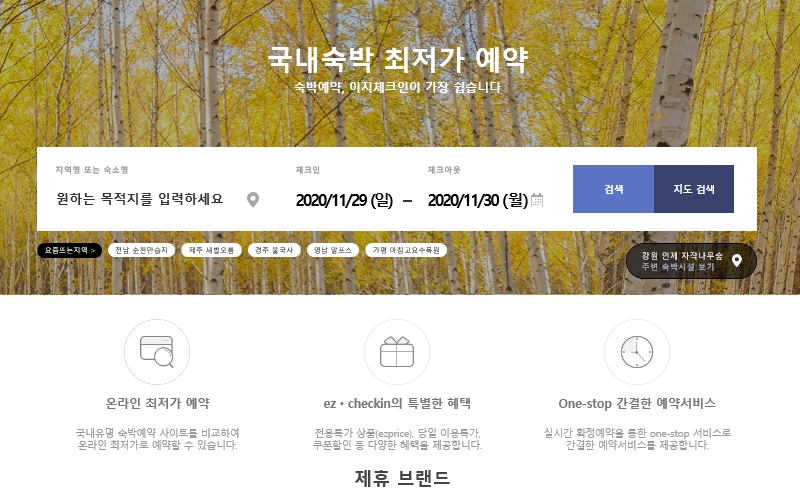 국내숙박 최저가 예약
숙박예약, 이지체크인이 가장 쉽습니다
지역명 또는 숙소명
체크인
체크아웃
원하는 목적지를 입력하세요
2020/11/29 (일)
–
2020/11/30 (월)
검색
지도 검색
요즘뜨는지역 >
전남 순천만습지
제주 새별오름
경주 불국사
영남 알프스
가평 아침고요수목원
강원 인제 자작나무숲
주변 숙박시설 보기
온라인 최저가 예약
국내유명 숙박예약 사이트를 비교하여
온라인 최저가로 예약할 수 있습니다.
ez・checkin의 특별한 혜택
전용특가 상품(ezprice), 당일 이용특가,
쿠폰할인 등 다양한 혜택을 제공합니다.
One-stop 간결한 예약서비스
실시간 확정예약을 통한 one-stop 서비스로
간결한 예약서비스를 제공합니다.
제휴 브랜드